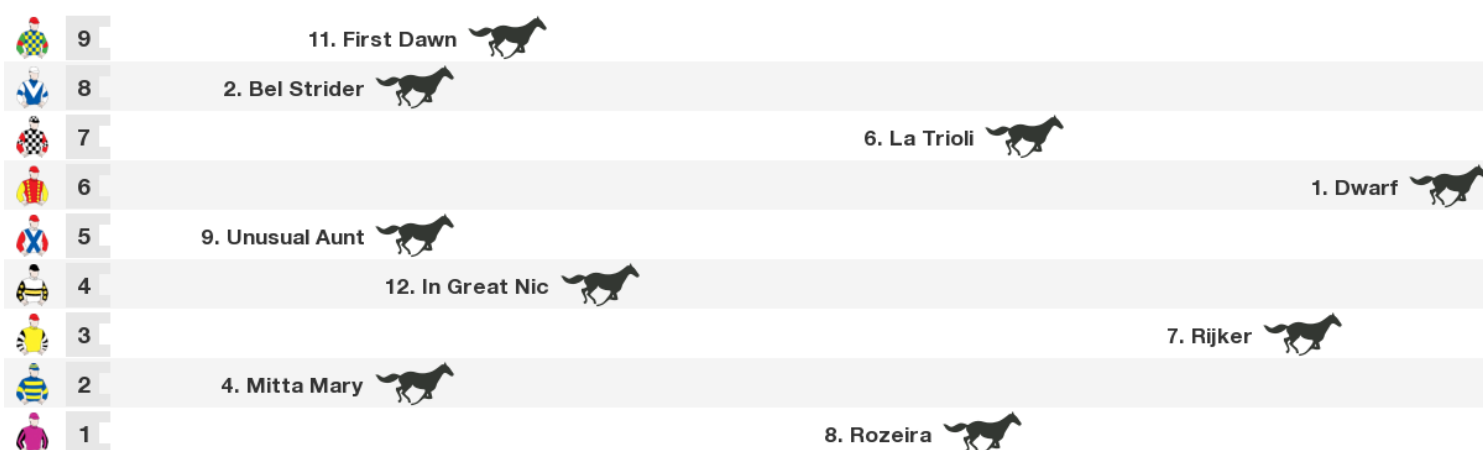 9 11. First Dawn
8 2. Bel Strider
7 6. La Trioli
6 1. Dwarf
5 9. Unusual Aunt
4 12. In Great Nic
3 7. Rijker
2 4. Mitta Mary
1 8. Rozeira